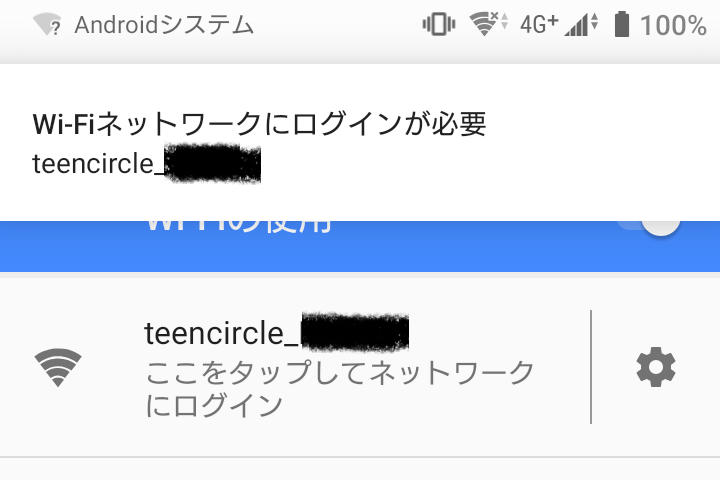 Androidシステム 4G+ 100%
Wi-Fiネットワークにログインが必要
teencircle_
Wi-Fiの使用
teencircle_
ここをタップしてネットワーク
にログイン